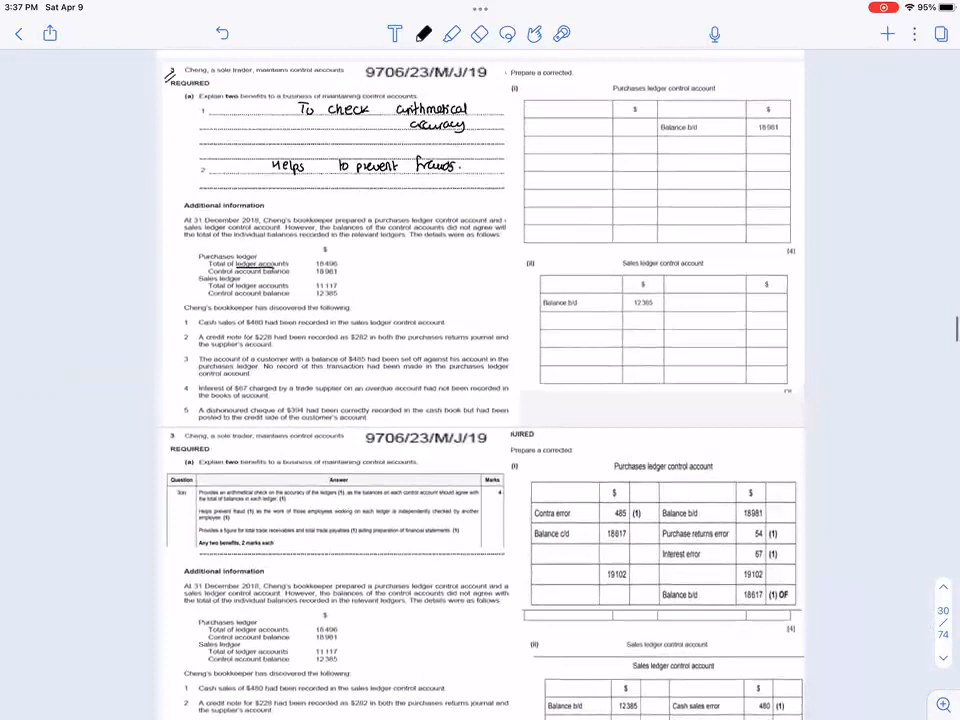 3:37 PM Sat Apr 9
95%
3 Cheng, a sole trader, maintains control accounts
9706/23/M/J/19
REQUIRED
(a) Explain two benefits to a business of maintaining control accounts.
1 To check arithmetical
accuracy
2 Helps to prevent frauds.
Additional information
At 31 December 2018, Cheng's bookkeeper prepared a purchases ledger control account and
sales ledger control account. However, the balances of the control accounts did not agree with
the total of the individual balances recorded in the relevant ledgers. The details were as follows:
$
Purchases ledger
Total of ledger accounts 18 496
Control account balance 18 981
Sales ledger
Total of ledger accounts 11 117
Control account balance 12 385
Cheng's bookkeeper has discovered the following:
1 Cash sales of $480 had been recorded in the sales ledger control account.
2 A credit note for $228 had been recorded as $282 in both the purchases returns journal and
the supplier's account.
3 The account of a customer with a balance of $485 had been set off against his account in the
purchases ledger. No record of this transaction had been made in the purchases ledger
control account.
4 Interest of $67 charged by a trade supplier on an overdue account had not been recorded in
the books of account.
5 A dishonoured cheque of $394 had been correctly recorded in the cash book but had been
posted to the credit side of the customer's account.
Prepare a corrected.
(i) Purchases ledger control account
$ $
Balance b/d 18 981
[4]
(ii) Sales ledger control account
$ $
Balance b/d 12 385
3 Cheng, a sole trader, maintains control accounts
9706/23/M/J/19
REQUIRED
(a) Explain two benefits to a business of maintaining control accounts.
Question Answer Marks
3(a) Provides an arithmetical check on the accuracy of the ledgers (1), as the balances on each control account should agree with
the total of balances in each ledger. (1) 4
Helps prevent fraud (1) as the work of those employees working on each ledger is independently checked by another
employee. (1)
Provides a figure for total trade receivables and total trade payables (1) aiding preparation of financial statements. (1)
Any two benefits, 2 marks each
Additional information
At 31 December 2018, Cheng's bookkeeper prepared a purchases ledger control account and a
sales ledger control account. However, the balances of the control accounts did not agree with
the total of the individual balances recorded in the relevant ledgers. The details were as follows:
$
Purchases ledger
Total of ledger accounts 18 496
Control account balance 18 981
Sales ledger
Total of ledger accounts 11 117
Control account balance 12 385
Cheng's bookkeeper has discovered the following:
1 Cash sales of $480 had been recorded in the sales ledger control account.
2 A credit note for $228 had been recorded as $282 in both the purchases returns journal and
the supplier's account.
UIRED
Prepare a corrected
(i) Purchases ledger control account
$ $
Contra error 485 (1) Balance b/d 18981
Balance c/d 18617 Purchase returns error 54 (1)
Interest error 67 (1)
19102 19102
Balance b/d 18617 (1) OF
[4]
(ii) Sales ledger control account
Sales ledger control account
$ $
Balance b/d 12385 Cash sales error 480 (1)
30
/
74